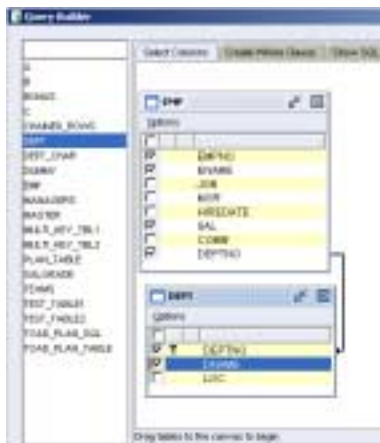 Query Builder
Select Columns
Create Where Clause
Show SQL
A
B
BONUS
C
CHAINED_ROWS
DEPT
DEPT_CHAR
DUMMY
EMP
MANAGERS
MASTER
MULTI_KEY_TBL1
MULTI_KEY_TBL2
PLAN_TABLE
SALGRADE
TEAMS
TEST_TABLE1
TEST_TABLE2
TOAD_PLAN_SQL
TOAD_PLAN_TABLE
EMP
Options
EMPNO
ENAME
JOB
MGR
HIREDATE
SAL
COMM
DEPTNO
DEPT
Options
DEPTNO
DNAME
LOC
Drag tables to the canvas to begin.